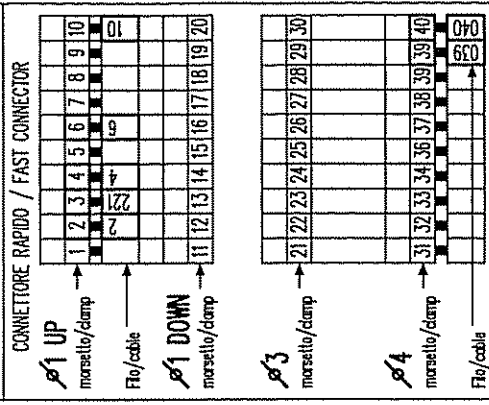 CONNETTORE RAPIDO / FAST CONNECTOR
ø1 UP
morsetto/clamp 1 2 3 4 5 6 7 8 9 10
Filo/cable 2 221 4 6 10
ø1 DOWN
morsetto/clamp 11 12 13 14 15 16 17 18 19 20
ø3
morsetto/clamp 21 22 23 24 25 26 27 28 29 30
ø4
morsetto/clamp 31 32 33 34 36 37 38 39 39 40
Filo/cable 039 040